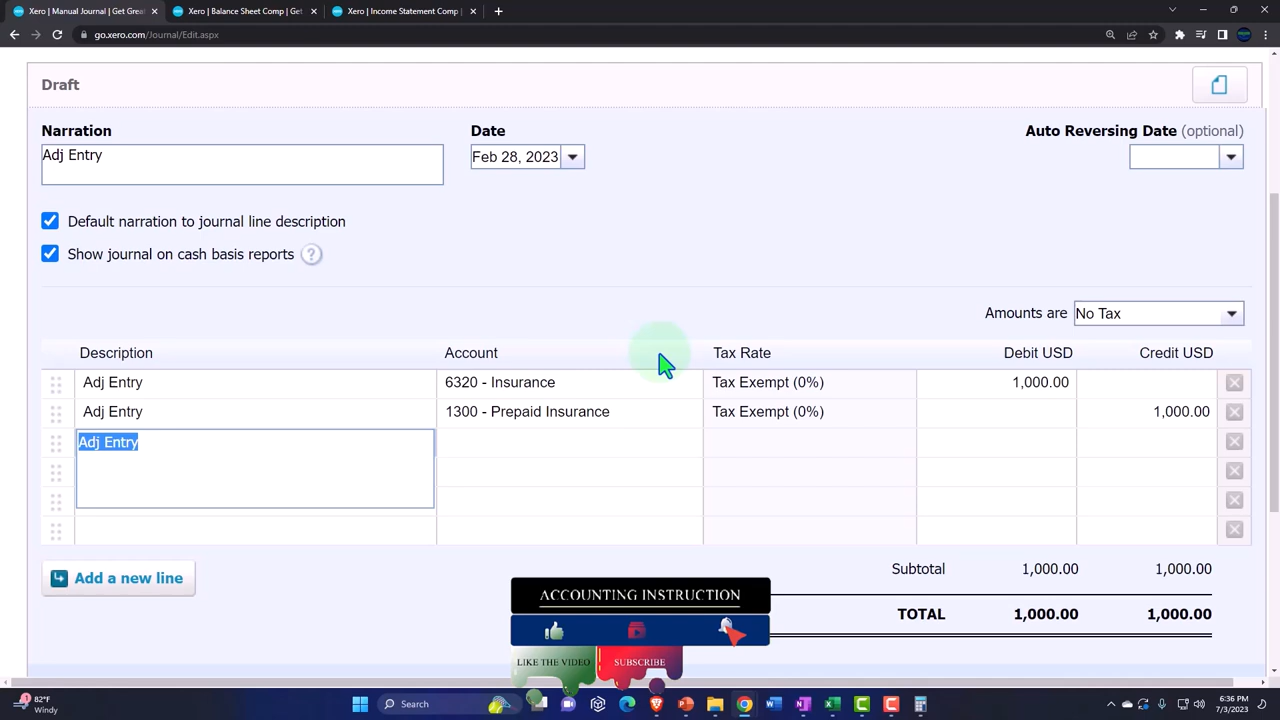 Xero | Manual Journal | Get Grea
Xero | Balance Sheet Comp | Get
Xero | Income Statement Comp |
go.xero.com/Journal/Edit.aspx
Draft
Narration
Date
Auto Reversing Date (optional)
Adj Entry
Feb 28, 2023
Default narration to journal line description
Show journal on cash basis reports ?
Amounts are No Tax
Description Account Tax Rate Debit USD Credit USD
Adj Entry 6320 - Insurance Tax Exempt (0%) 1,000.00
Adj Entry 1300 - Prepaid Insurance Tax Exempt (0%) 1,000.00
Adj Entry
Add a new line
Subtotal 1,000.00 1,000.00
TOTAL 1,000.00 1,000.00
ACCOUNTING INSTRUCTION
LIKE THE VIDEO SUBSCRIBE
82°F
Windy
Search
6:36 PM
7/3/2023